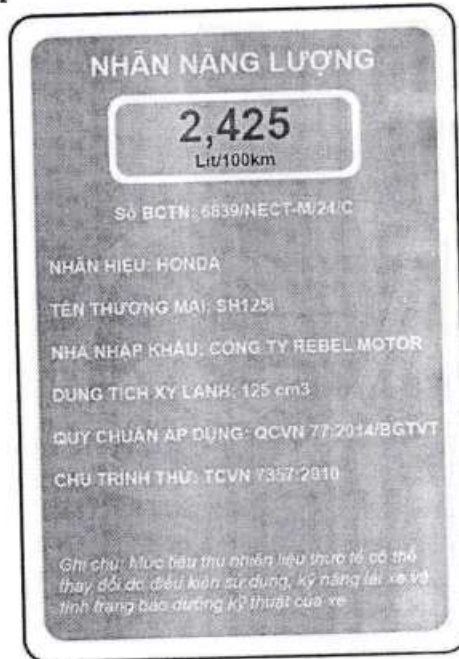 NHÃN NĂNG LƯỢNG
2,425
Lít/100km
Số BCTN: 6839/NECT-M/24/C
NHÃN HIỆU: HONDA
TÊN THƯƠNG MẠI: SH125i
NHÀ NHẬP KHẨU: CÔNG TY REBEL MOTOR
DUNG TÍCH XY LANH: 125 cm3
QUY CHUẨN ÁP DỤNG: QCVN 77:2014/BGTVT
CHU TRÌNH THỬ: TCVN 7357:2010
Ghi chú: Mức tiêu thụ nhiên liệu thực tế có thể
thay đổi do điều kiện sử dụng, kỹ năng lái xe và
tình trạng bảo dưỡng kỹ thuật của xe